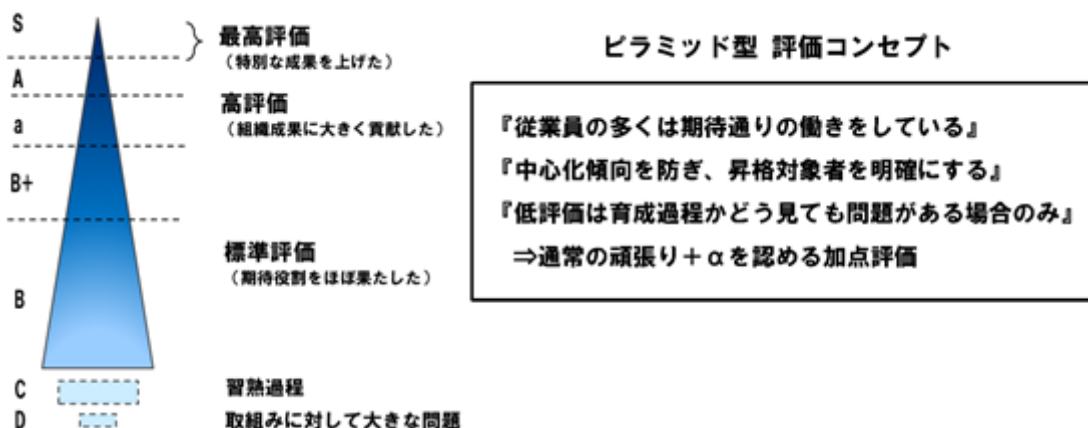 S
最高評価
（特別な成果を上げた）
A
高評価
a
（組織成果に大きく貢献した）
B+
標準評価
（期待役割をほぼ果たした）
B
C
習熟過程
D
取組みに対して大きな問題
ピラミッド型 評価コンセプト
『従業員の多くは期待通りの働きをしている』
『中心化傾向を防ぎ、昇格対象者を明確にする』
『低評価は育成過程かどう見ても問題がある場合のみ』
⇒通常の頑張り＋αを認める加点評価